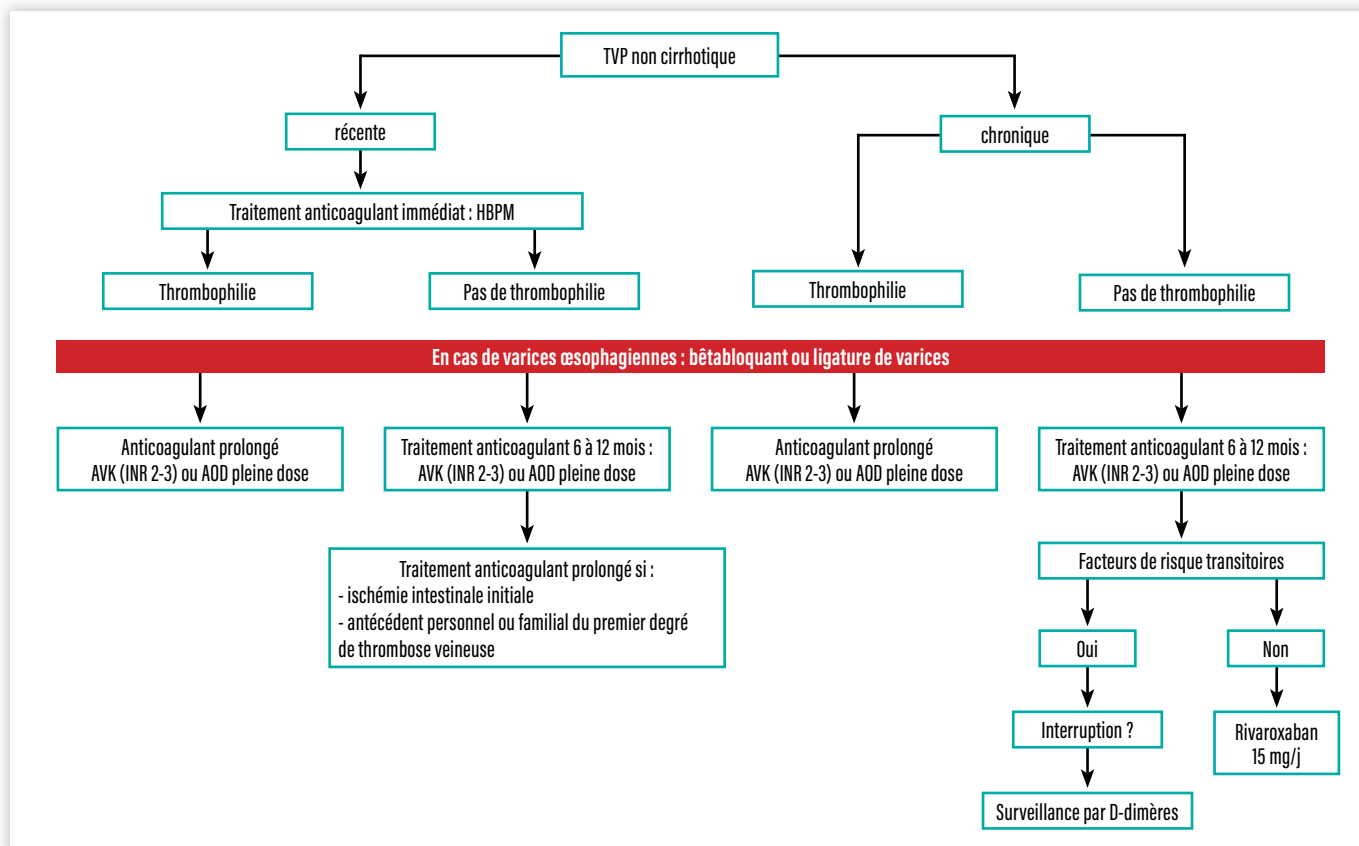 TVP non cirrhotique
récente
chronique
Traitement anticoagulant immédiat : HBPM
Thrombophilie
Pas de thrombophilie
Thrombophilie
Pas de thrombophilie
En cas de varices œsophagiennes : bêtabloquant ou ligature de varices
Anticoagulant prolongé
AVK (INR 2-3) ou AOD pleine dose
Traitement anticoagulant 6 à 12 mois :
AVK (INR 2-3) ou AOD pleine dose
Anticoagulant prolongé
AVK (INR 2-3) ou AOD pleine dose
Traitement anticoagulant 6 à 12 mois :
AVK (INR 2-3) ou AOD pleine dose
Traitement anticoagulant prolongé si :
- ischémie intestinale initiale
- antécédent personnel ou familial du premier degré
de thrombose veineuse
Facteurs de risque transitoires
Oui
Non
Interruption ?
Rivaroxaban
15 mg/j
Surveillance par D-dimères